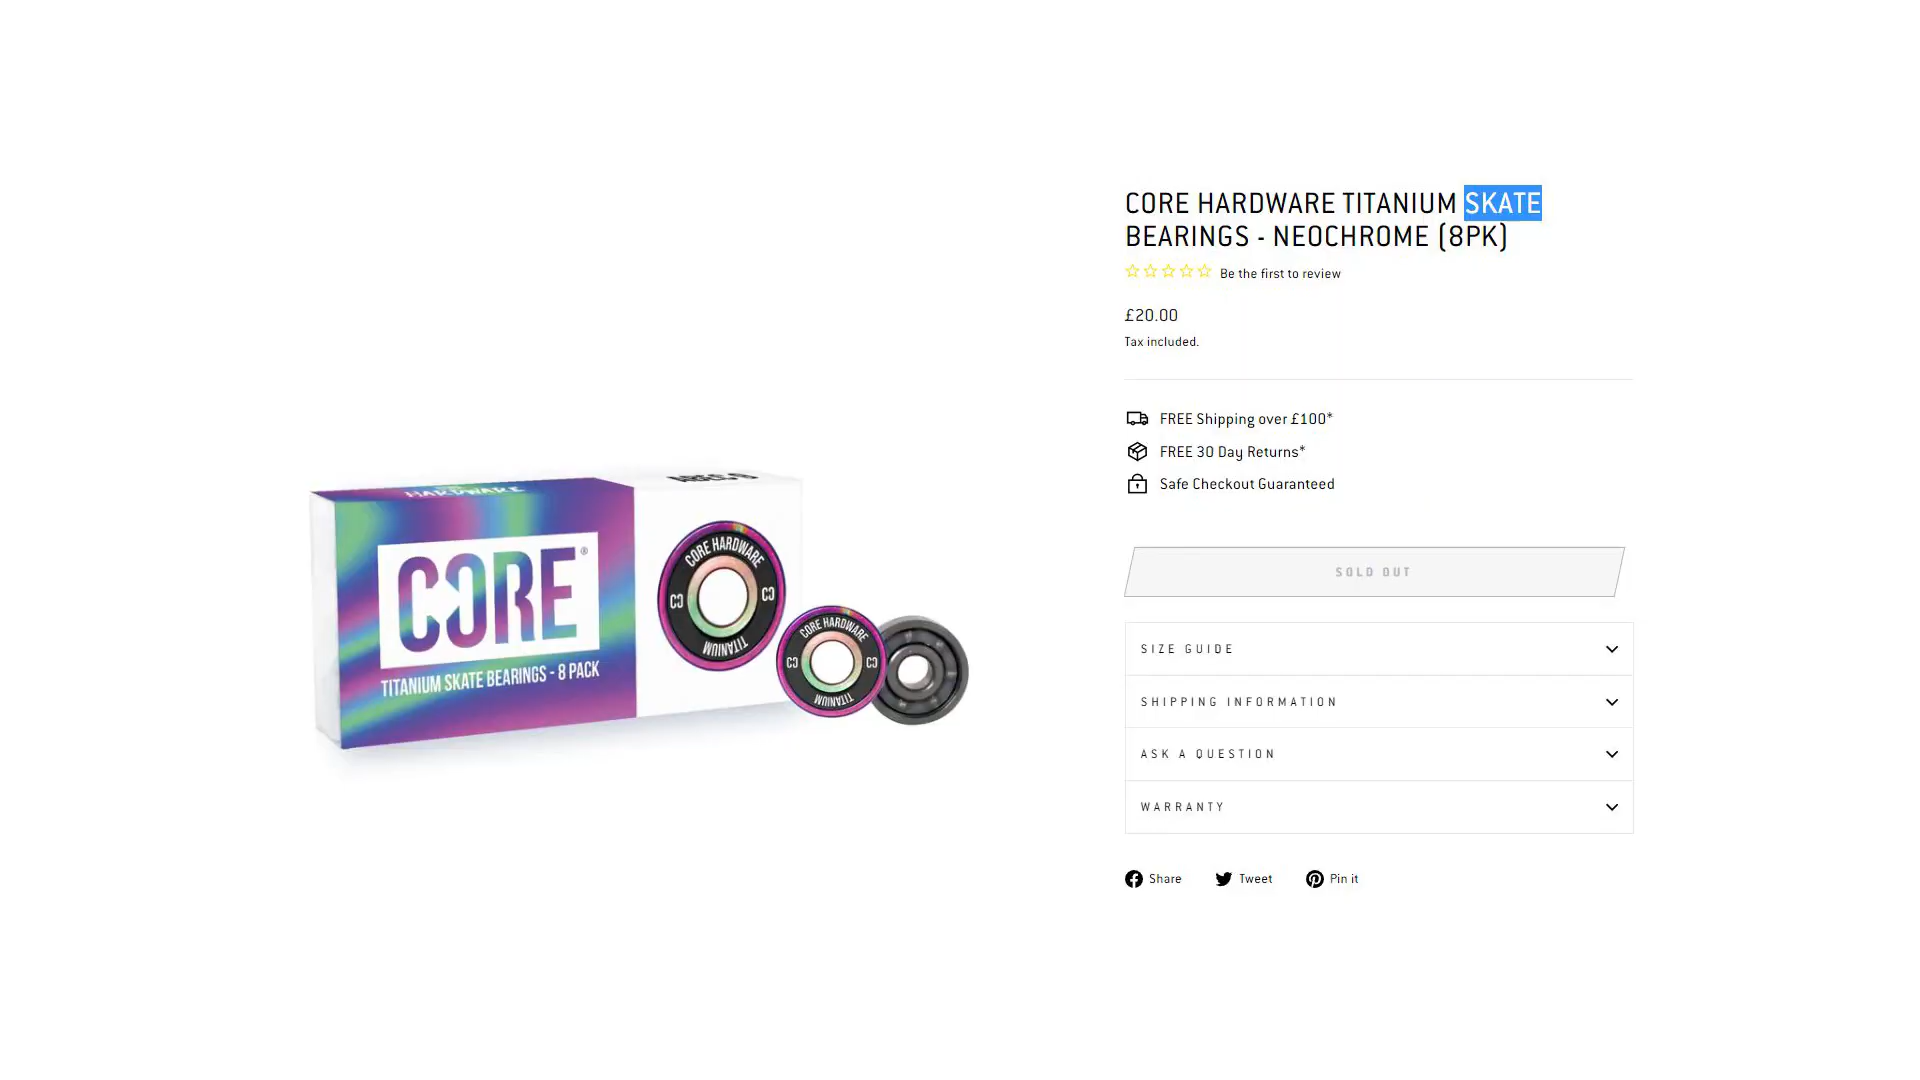 CORE HARDWARE TITANIUM SKATE
BEARINGS - NEOCHROME (8PK)
Be the first to review
£20.00
Tax included.
FREE Shipping over £100*
FREE 30 Day Returns*
Safe Checkout Guaranteed
SOLD OUT
SIZE GUIDE
SHIPPING INFORMATION
ASK A QUESTION
WARRANTY
Share
Tweet
Pin it
HARDWARE
CORE®
TITANIUM SKATE BEARINGS - 8 PACK
CORE HARDWARE
TITANIUM
CORE HARDWARE
TITANIUM